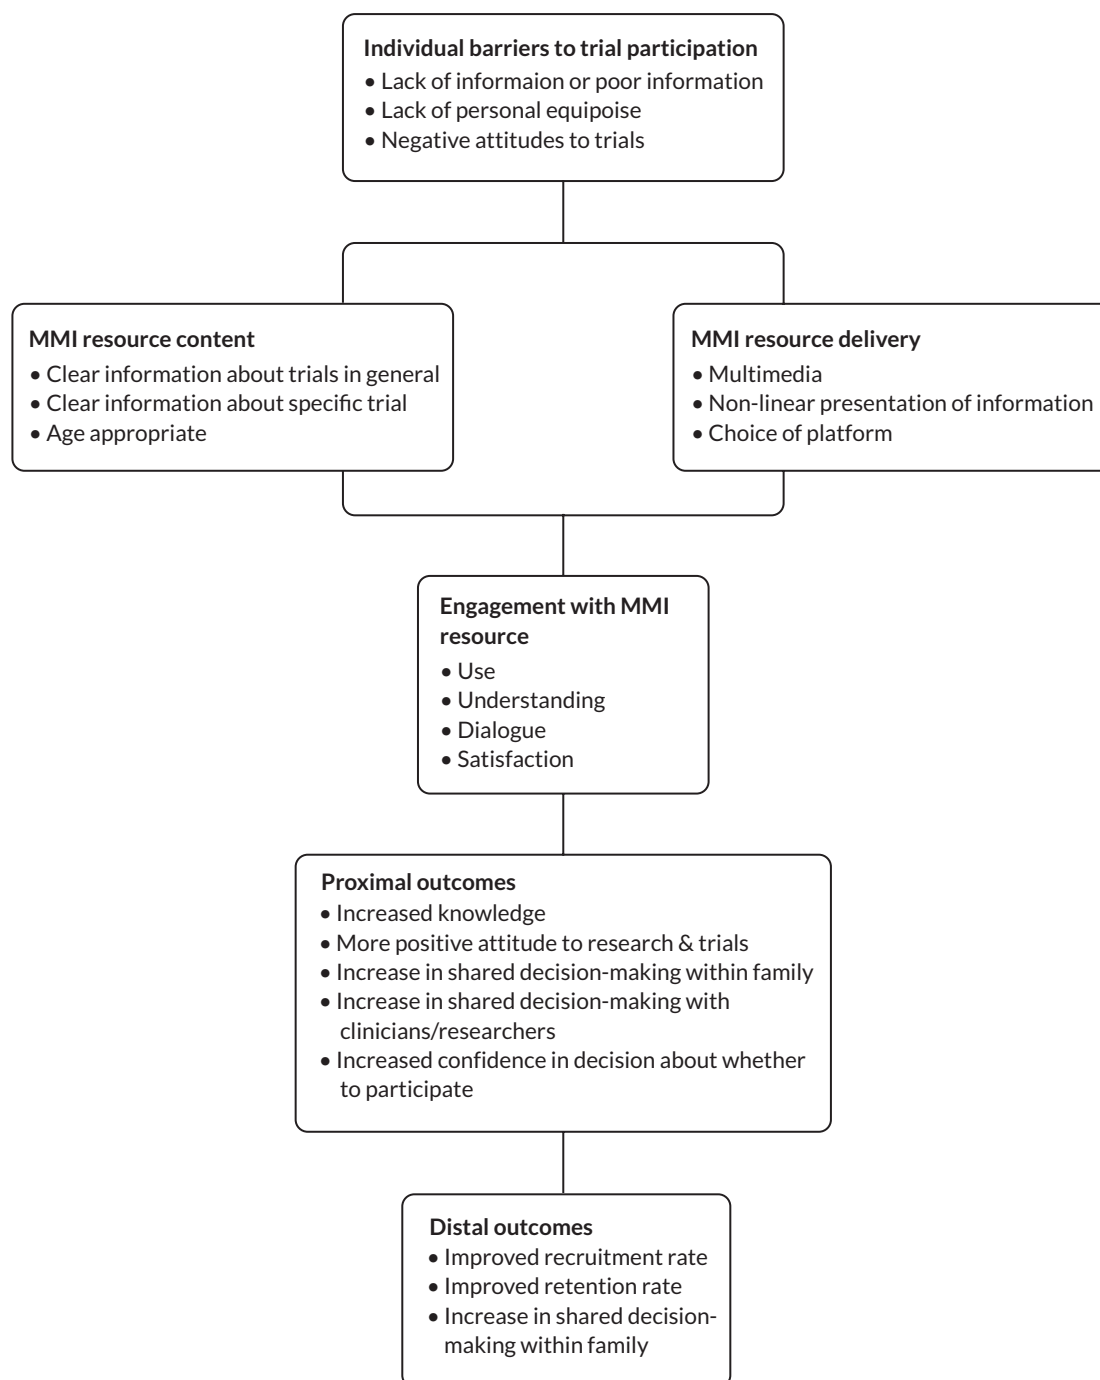 Individual barriers to trial participation
• Lack of informaion or poor information
• Lack of personal equipoise
• Negative attitudes to trials
MMI resource content
• Clear information about trials in general
• Clear information about specific trial
• Age appropriate
MMI resource delivery
• Multimedia
• Non-linear presentation of information
• Choice of platform
Engagement with MMI
resource
• Use
• Understanding
• Dialogue
• Satisfaction
Proximal outcomes
• Increased knowledge
• More positive attitude to research & trials
• Increase in shared decision-making within family
• Increase in shared decision-making with
clinicians/researchers
• Increased confidence in decision about whether
to participate
Distal outcomes
• Improved recruitment rate
• Improved retention rate
• Increase in shared decision-
making within family